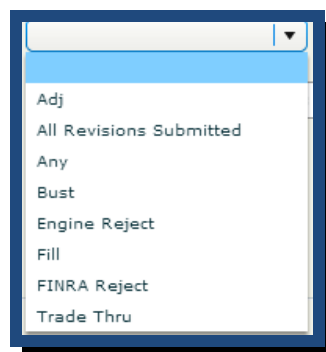 Adj
All Revisions Submitted
Any
Bust
Engine Reject
Fill
FINRA Reject
Trade Thru